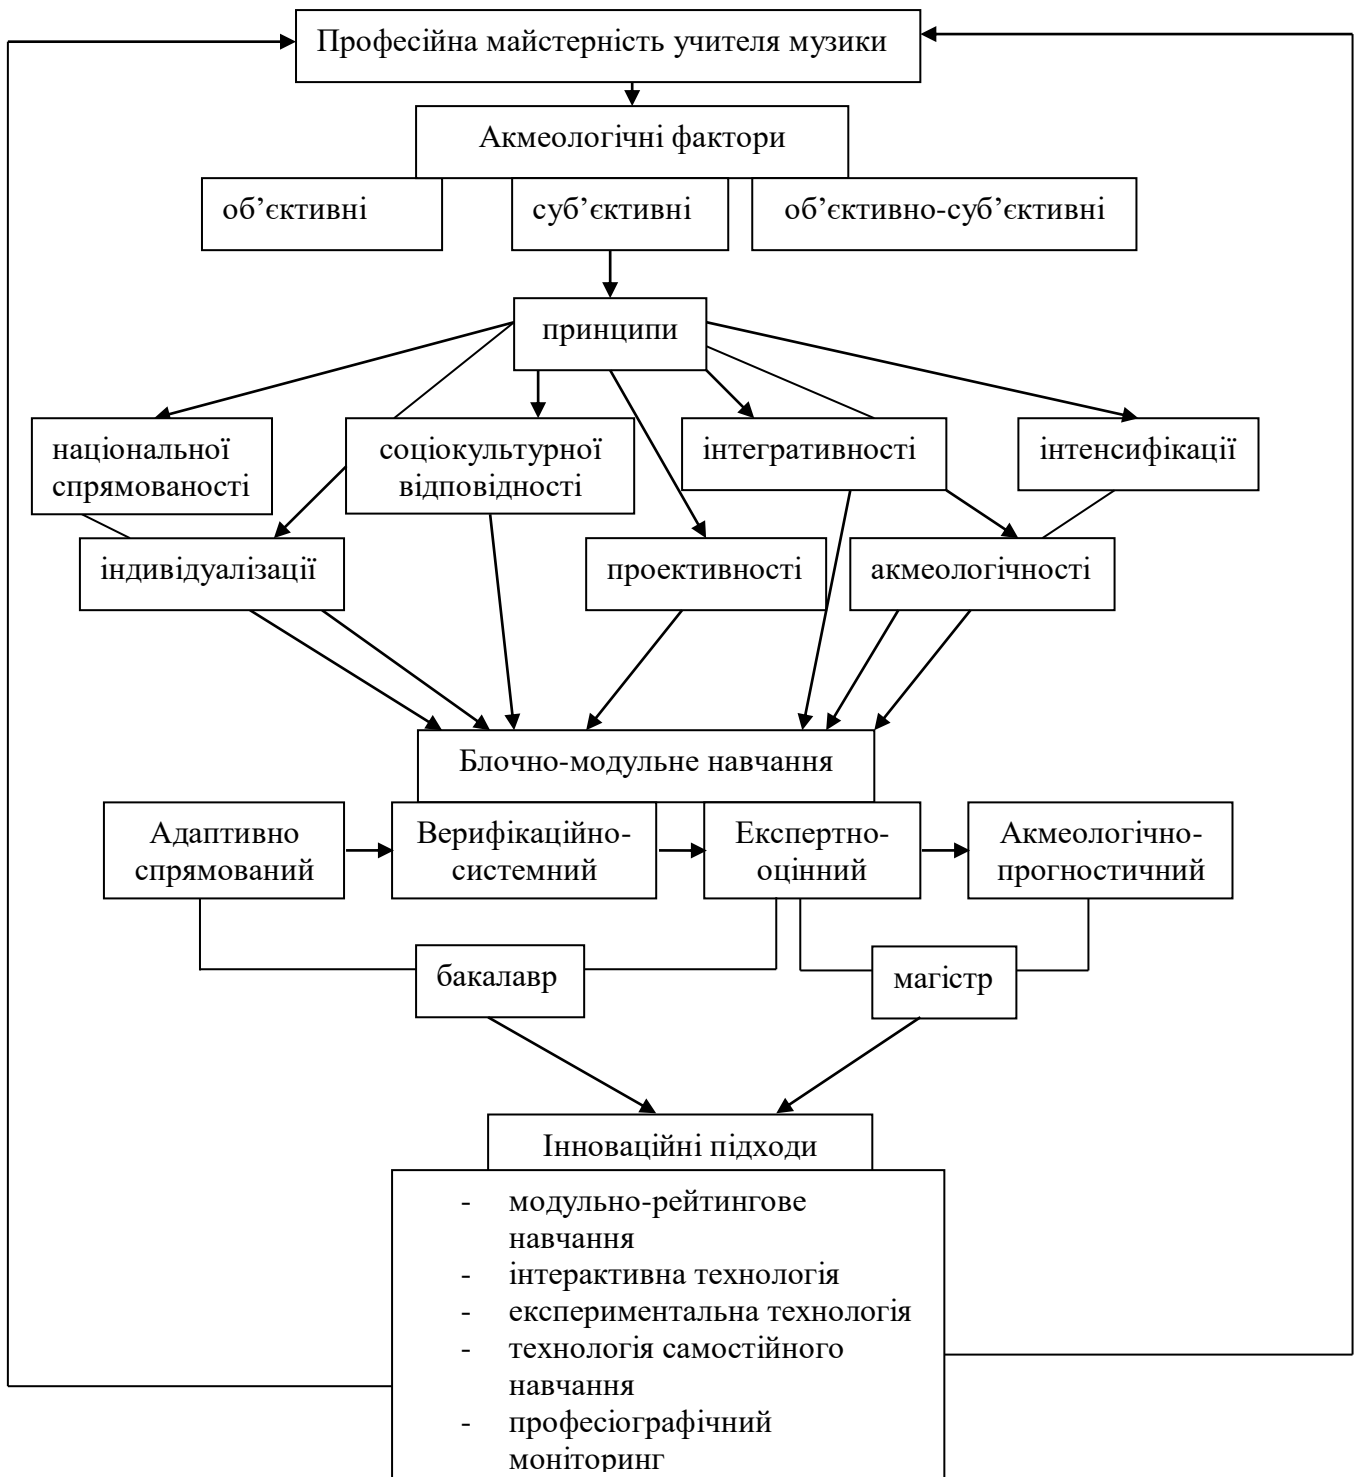 Професійна майстерність учителя музики
Акмеологічні фактори
об’єктивні
суб’єктивні
об’єктивно-суб’єктивні
принципи
національної
спрямованості
соціокультурної
відповідності
інтегративності
інтенсифікації
індивідуалізації
проективності
акмеологічності
Блочно-модульне навчання
Адаптивно
спрямований
Верифікаційно-
системний
Експертно-
оцінний
Акмеологічно-
прогностичний
бакалавр
магістр
Інноваційні підходи
- модульно-рейтингове
навчання
- інтерактивна технологія
- експериментальна технологія
- технологія самостійного
навчання
- професіографічний
моніторинг